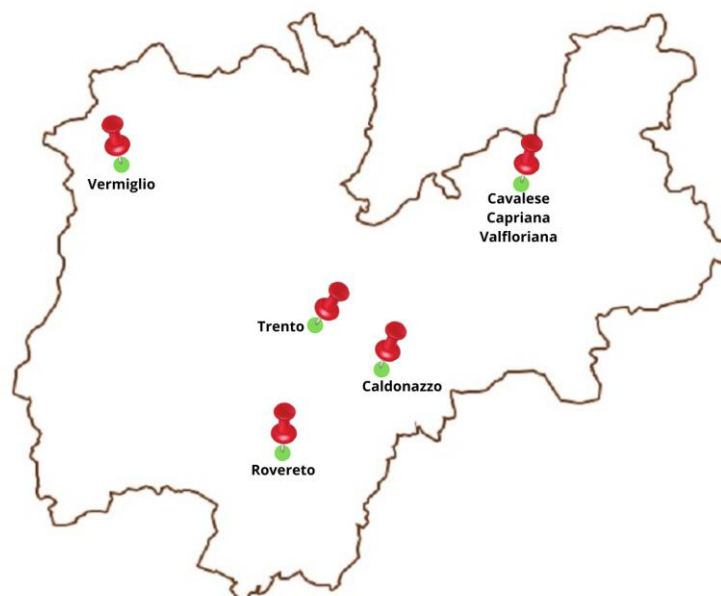 Vermiglio
Cavalese
Capriana
Valfloriana
Trento
Caldonazzo
Rovereto